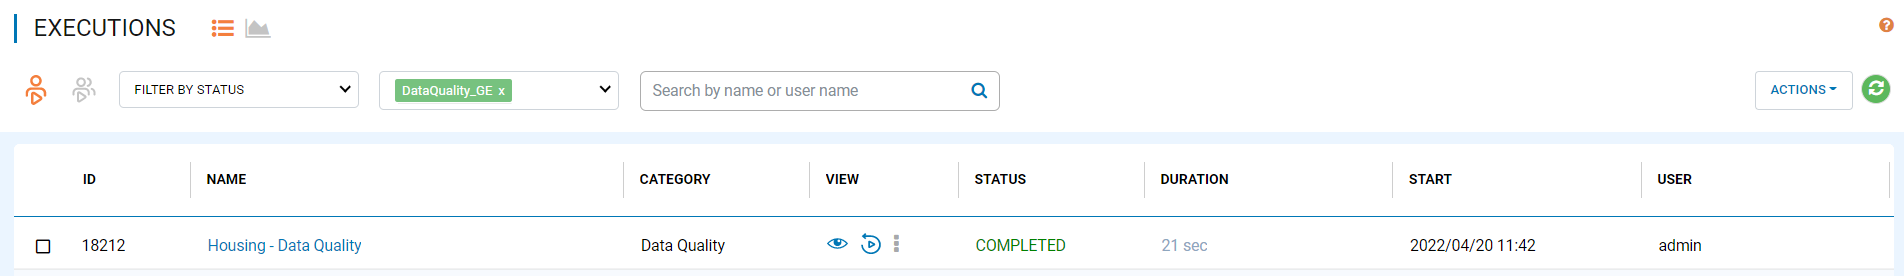 EXECUTIONS
FILTER BY STATUS DataQuality_GE x Search by name or user name ACTIONS
ID NAME CATEGORY VIEW STATUS DURATION START USER
18212 Housing - Data Quality Data Quality COMPLETED 21 sec 2022/04/20 11:42 admin